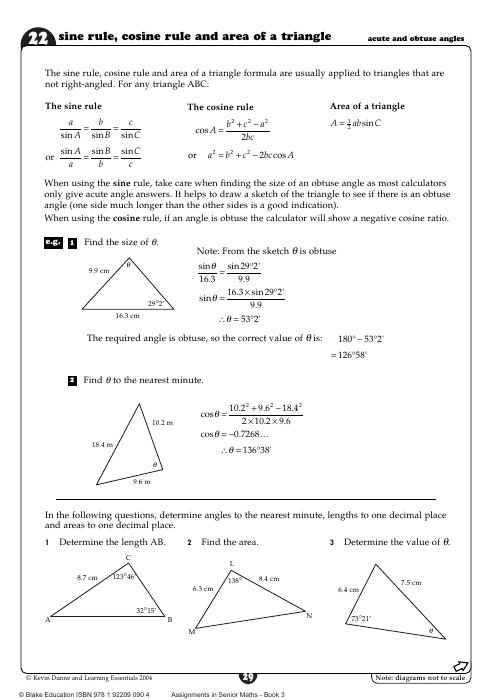 22 sine rule, cosine rule and area of a triangle acute and obtuse angles
The sine rule, cosine rule and area of a triangle formula are usually applied to triangles that are
not right-angled. For any triangle ABC:
The sine rule The cosine rule Area of a triangle
a/sin A = b/sin B = c/sin C cos A = (b² + c² − a²)/2bc A = ½ ab sin C
or sin A/a = sin B/b = sin C/c or a² = b² + c² − 2bc cos A
When using the sine rule, take care when finding the size of an obtuse angle as most calculators
only give acute angle answers. It helps to draw a sketch of the triangle to see if there is an obtuse
angle (one side much longer than the other sides is a good indication).
When using the cosine rule, if an angle is obtuse the calculator will show a negative cosine ratio.
e.g. 1 Find the size of θ.
Note: From the sketch θ is obtuse
9.9 cm θ 29°2' 16.3 cm
sin θ/16.3 = sin 29°2'/9.9
sin θ = (16.3 × sin 29°2')/9.9
∴ θ = 53°2'
The required angle is obtuse, so the correct value of θ is: 180° − 53°2'
= 126°58'
2 Find θ to the nearest minute.
10.2 m 18.4 m θ 9.6 m
cos θ = (10.2² + 9.6² − 18.4²)/(2 × 10.2 × 9.6)
cos θ = −0.7268…
∴ θ = 136°38'
In the following questions, determine angles to the nearest minute, lengths to one decimal place
and areas to one decimal place.
1 Determine the length AB. 2 Find the area. 3 Determine the value of θ.
C 8.7 cm 123°46' 32°15' A B
L 138° 6.3 cm 8.4 cm M N
6.4 cm 7.5 cm 73°21' θ
© Kevin Dunne and Learning Essentials 2004 29 Note: diagrams not to scale
© Blake Education ISBN 978 1 92209 090 4 Assignments in Senior Maths - Book 3